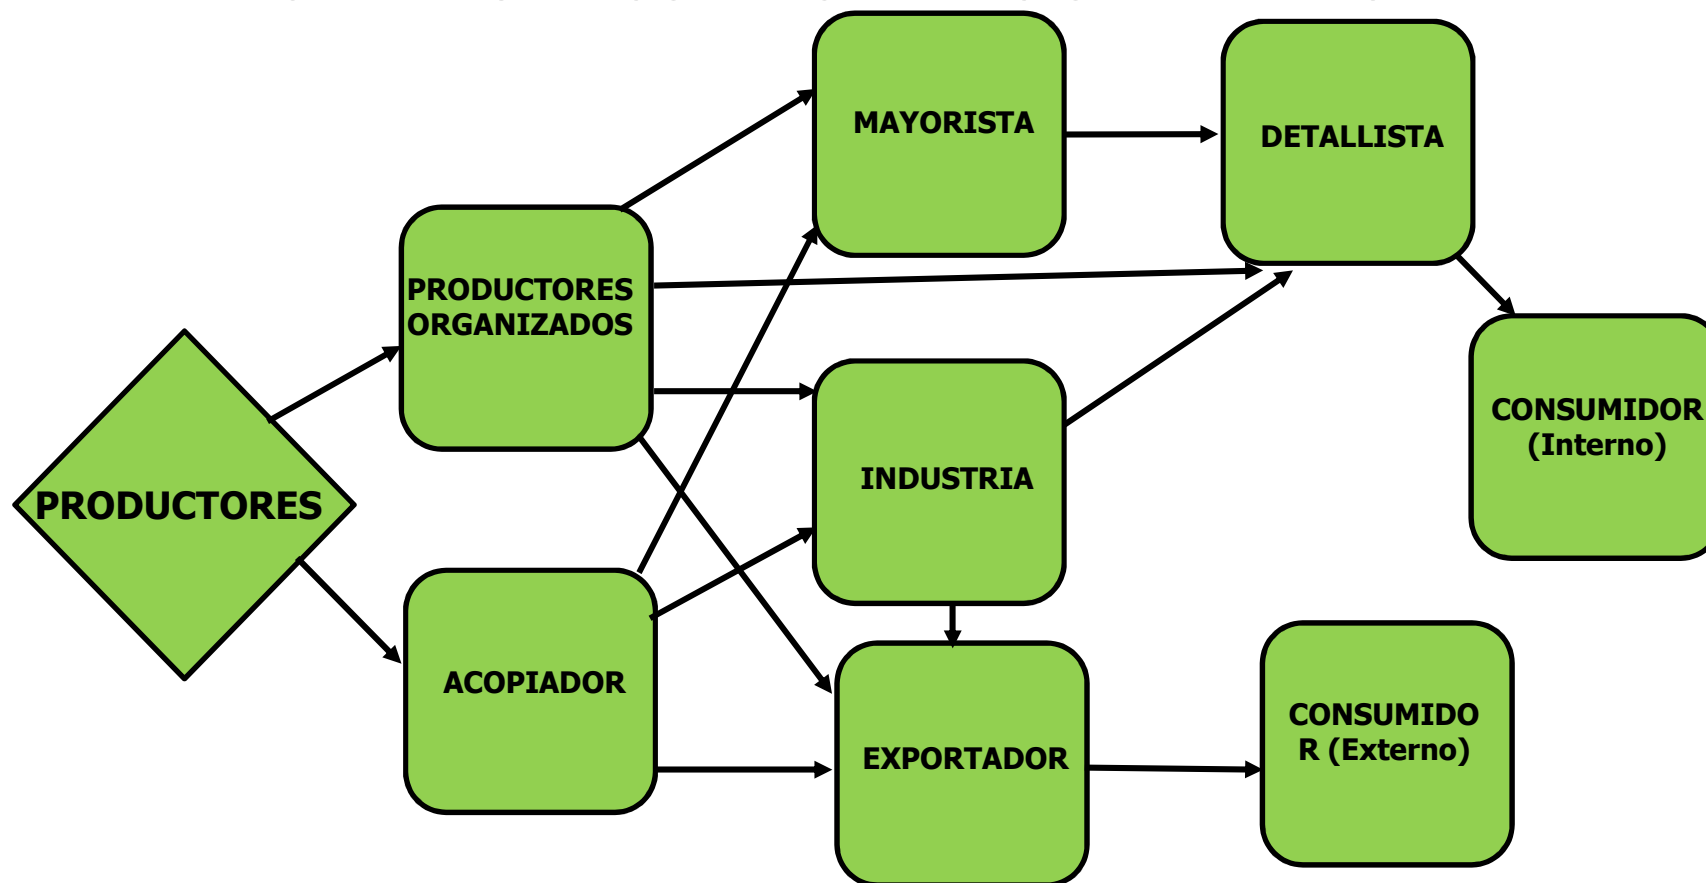 MAYORISTA
DETALLISTA
PRODUCTORES
ORGANIZADOS
CONSUMIDOR
(Interno)
INDUSTRIA
PRODUCTORES
ACOPIADOR
EXPORTADOR
CONSUMIDO
R (Externo)